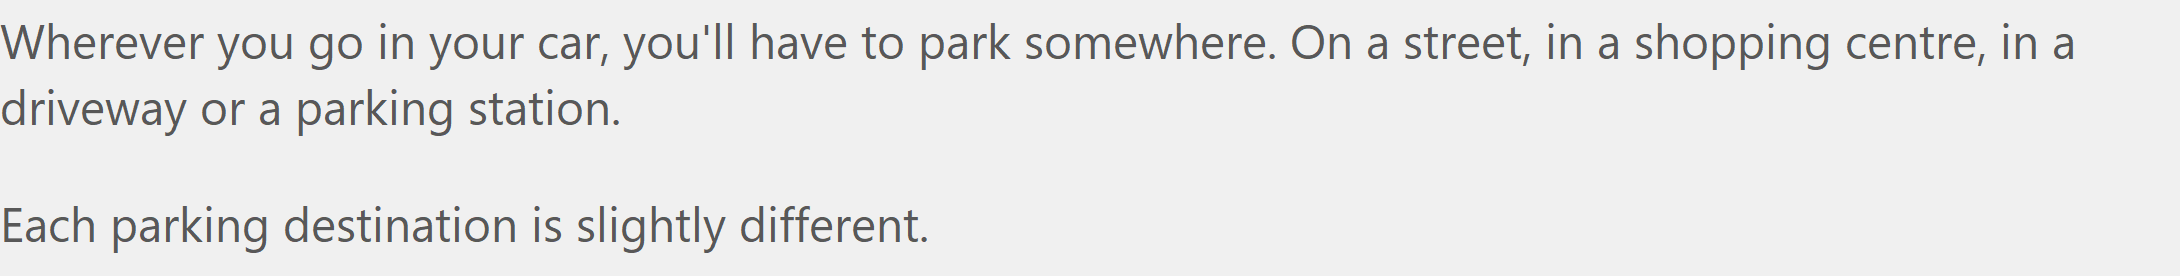 Wherever you go in your car, you'll have to park somewhere. On a street, in a shopping centre, in a
driveway or a parking station.
Each parking destination is slightly different.